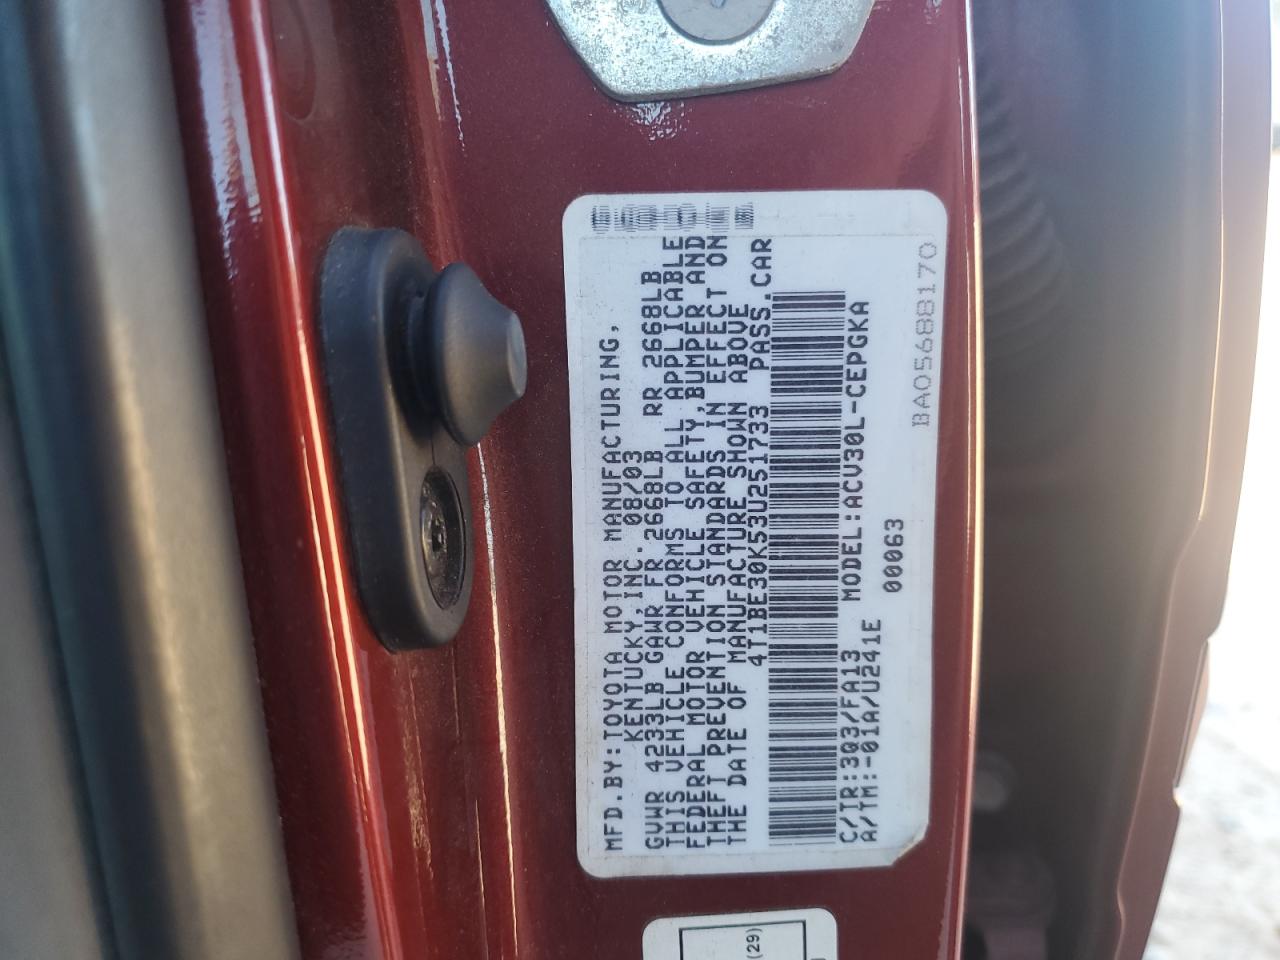 MFD.BY:TOYOTA MOTOR MANUFACTURING,
KENTUCKY,INC. 08/03
GVWR 4233LB GAWR FR 2668LB RR 2668LB
THIS VEHICLE CONFORMS TO ALL APPLICABLE
FEDERAL MOTOR VEHICLE SAFETY,BUMPER AND
THEFT PREVENTION STANDARDS IN EFFECT ON
THE DATE OF MANUFACTURE SHOWN ABOVE
4T1BE30K53U251733 PASS.CAR
C/TR:3Q3/FA13 MODEL:ACV30L-CEPGKA
A/TM:-01A/U241E 00063
BA0568B170
(29)